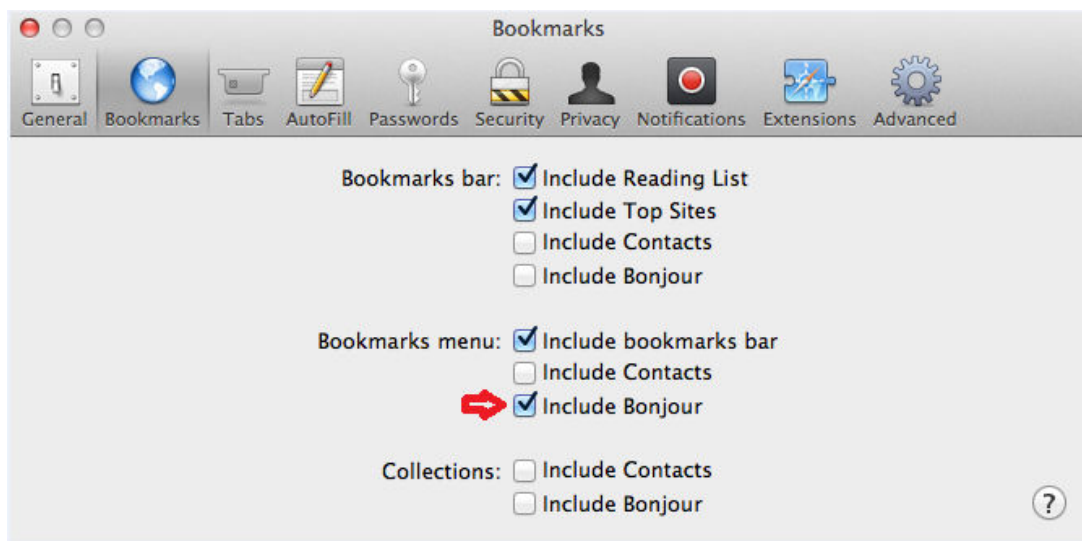 Bookmarks
General Bookmarks Tabs AutoFill Passwords Security Privacy Notifications Extensions Advanced
Bookmarks bar: Include Reading List
Include Top Sites
Include Contacts
Include Bonjour
Bookmarks menu: Include bookmarks bar
Include Contacts
Include Bonjour
Collections: Include Contacts
Include Bonjour
?